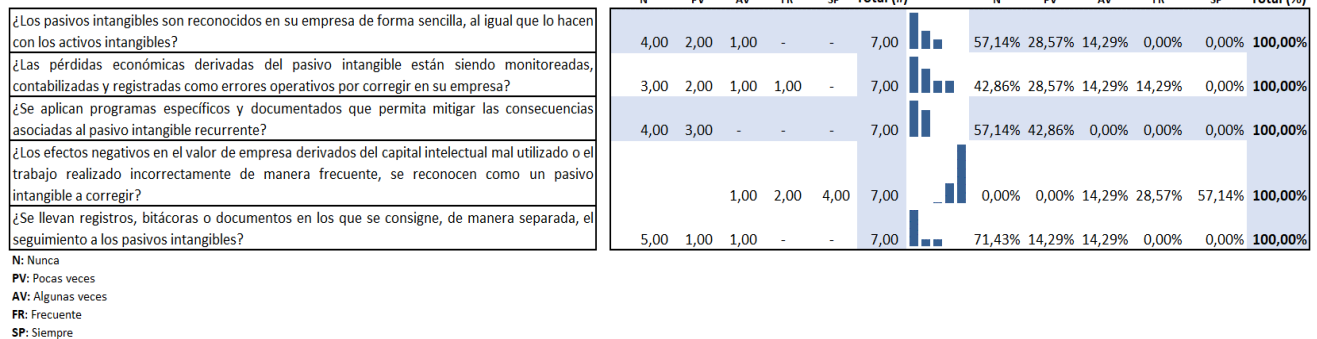 N PV AV FR SP Total (#) N PV AV FR SP Total (%)
¿Los pasivos intangibles son reconocidos en su empresa de forma sencilla, al igual que lo hacen
con los activos intangibles? 4,00 2,00 1,00 - - 7,00 57,14% 28,57% 14,29% 0,00% 0,00% 100,00%
¿Las pérdidas económicas derivadas del pasivo intangible están siendo monitoreadas,
contabilizadas y registradas como errores operativos por corregir en su empresa? 3,00 2,00 1,00 1,00 - 7,00 42,86% 28,57% 14,29% 14,29% 0,00% 100,00%
¿Se aplican programas específicos y documentados que permita mitigar las consecuencias
asociadas al pasivo intangible recurrente? 4,00 3,00 - - - 7,00 57,14% 42,86% 0,00% 0,00% 0,00% 100,00%
¿Los efectos negativos en el valor de empresa derivados del capital intelectual mal utilizado o el
trabajo realizado incorrectamente de manera frecuente, se reconocen como un pasivo
intangible a corregir? 1,00 2,00 4,00 7,00 0,00% 0,00% 14,29% 28,57% 57,14% 100,00%
¿Se llevan registros, bitácoras o documentos en los que se consigne, de manera separada, el
seguimiento a los pasivos intangibles? 5,00 1,00 1,00 - - 7,00 71,43% 14,29% 14,29% 0,00% 0,00% 100,00%
N: Nunca
PV: Pocas veces
AV: Algunas veces
FR: Frecuente
SP: Siempre